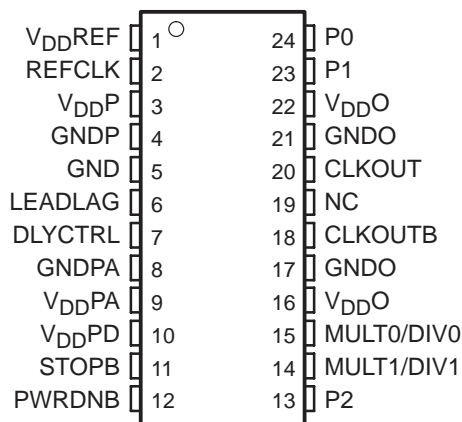 VDDREF 1 24 P0
REFCLK 2 23 P1
VDDP 3 22 VDDO
GNDP 4 21 GNDO
GND 5 20 CLKOUT
LEADLAG 6 19 NC
DLYCTRL 7 18 CLKOUTB
GNDPA 8 17 GNDO
VDDPA 9 16 VDDO
VDDPD 10 15 MULT0/DIV0
STOPB 11 14 MULT1/DIV1
PWRDNB 12 13 P2